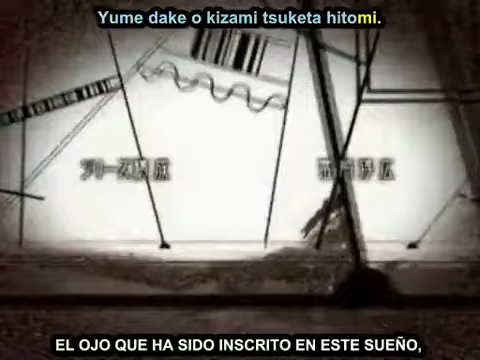 Yume dake o kizami tsuketa hitomi.
EL OJO QUE HA SIDO INSCRITO EN ESTE SUEÑO,